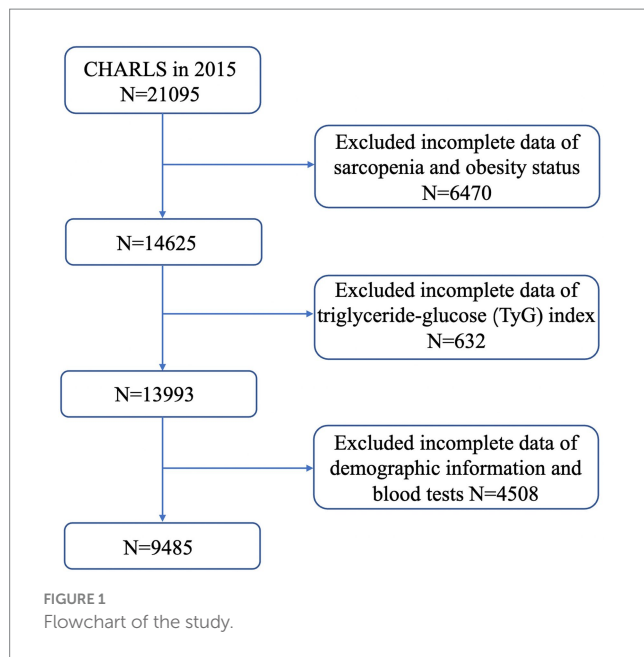 CHARLS in 2015
N=21095
Excluded incomplete data of
sarcopenia and obesity status
N=6470
N=14625
Excluded incomplete data of
triglyceride-glucose (TyG) index
N=632
N=13993
Excluded incomplete data of
demographic information and
blood tests N=4508
N=9485
FIGURE 1
Flowchart of the study.